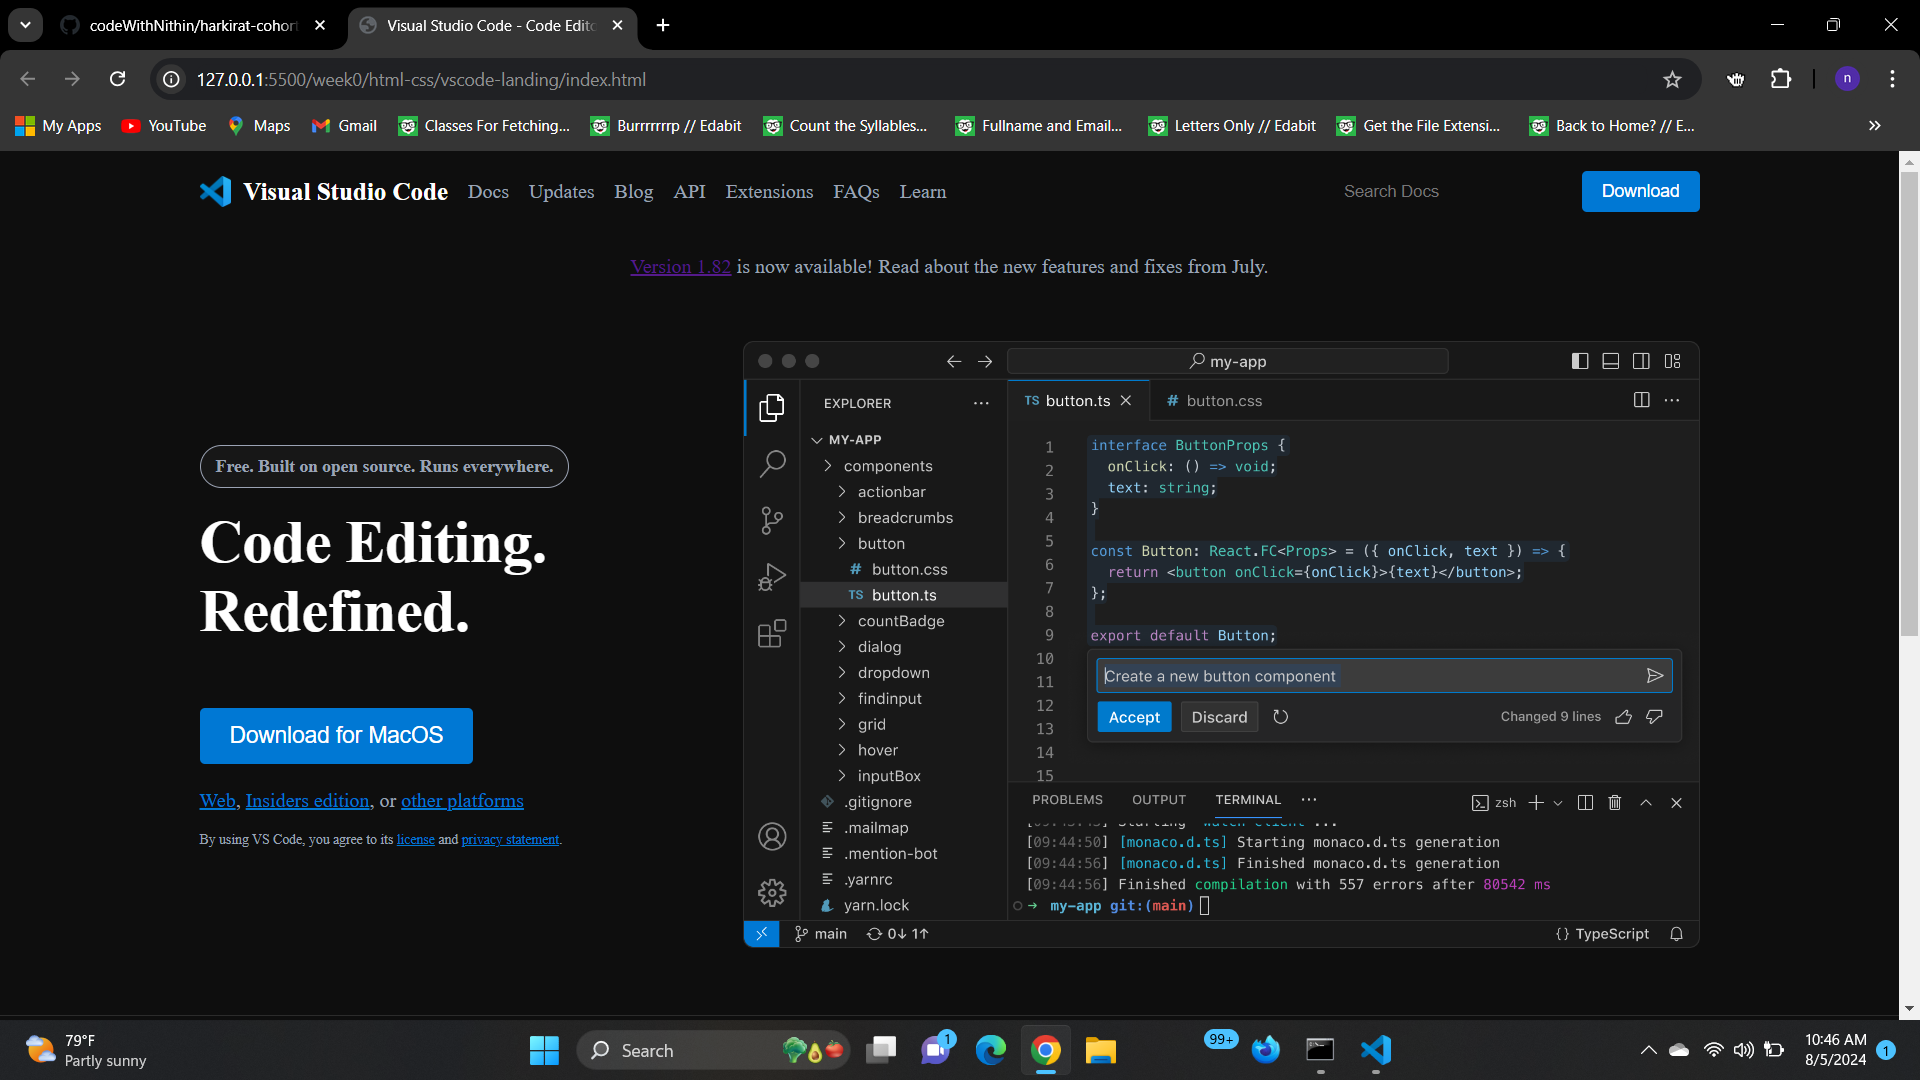 codeWithNithin/harkirat-cohort
Visual Studio Code - Code Edito
127.0.0.1:5500/week0/html-css/vscode-landing/index.html
n
My Apps
YouTube
Maps
Gmail
Classes For Fetching...
Burrrrrrrp // Edabit
Count the Syllables...
Fullname and Email...
Letters Only // Edabit
Get the File Extensi...
Back to Home? // E...
Visual Studio Code
Docs
Updates
Blog
API
Extensions
FAQs
Learn
Search Docs
Download
Version 1.82 is now available! Read about the new features and fixes from July.
Free. Built on open source. Runs everywhere.
Code Editing.
Redefined.
Download for MacOS
Web, Insiders edition, or other platforms
By using VS Code, you agree to its license and privacy statement.
my-app
EXPLORER
MY-APP
components
actionbar
breadcrumbs
button
# button.css
TS button.ts
countBadge
dialog
dropdown
findinput
grid
hover
inputBox
.gitignore
.mailmap
.mention-bot
.yarnrc
yarn.lock
TS button.ts
# button.css
1
2
3
4
5
6
7
8
9
10
11
12
13
14
15
interface ButtonProps {
onClick: () => void;
text: string;
}
const Button: React.FC<Props> = ({ onClick, text }) => {
return <button onClick={onClick}>{text}</button>;
};
export default Button;
Create a new button component
Accept
Discard
Changed 9 lines
PROBLEMS
OUTPUT
TERMINAL
zsh
[09:44:50] [monaco.d.ts] Starting monaco.d.ts generation
[09:44:56] [monaco.d.ts] Finished monaco.d.ts generation
[09:44:56] Finished compilation with 557 errors after 80542 ms
→ my-app git:(main)
main
0↓ 1↑
{} TypeScript
79°F
Partly sunny
Search
1
99+
10:46 AM
8/5/2024
1